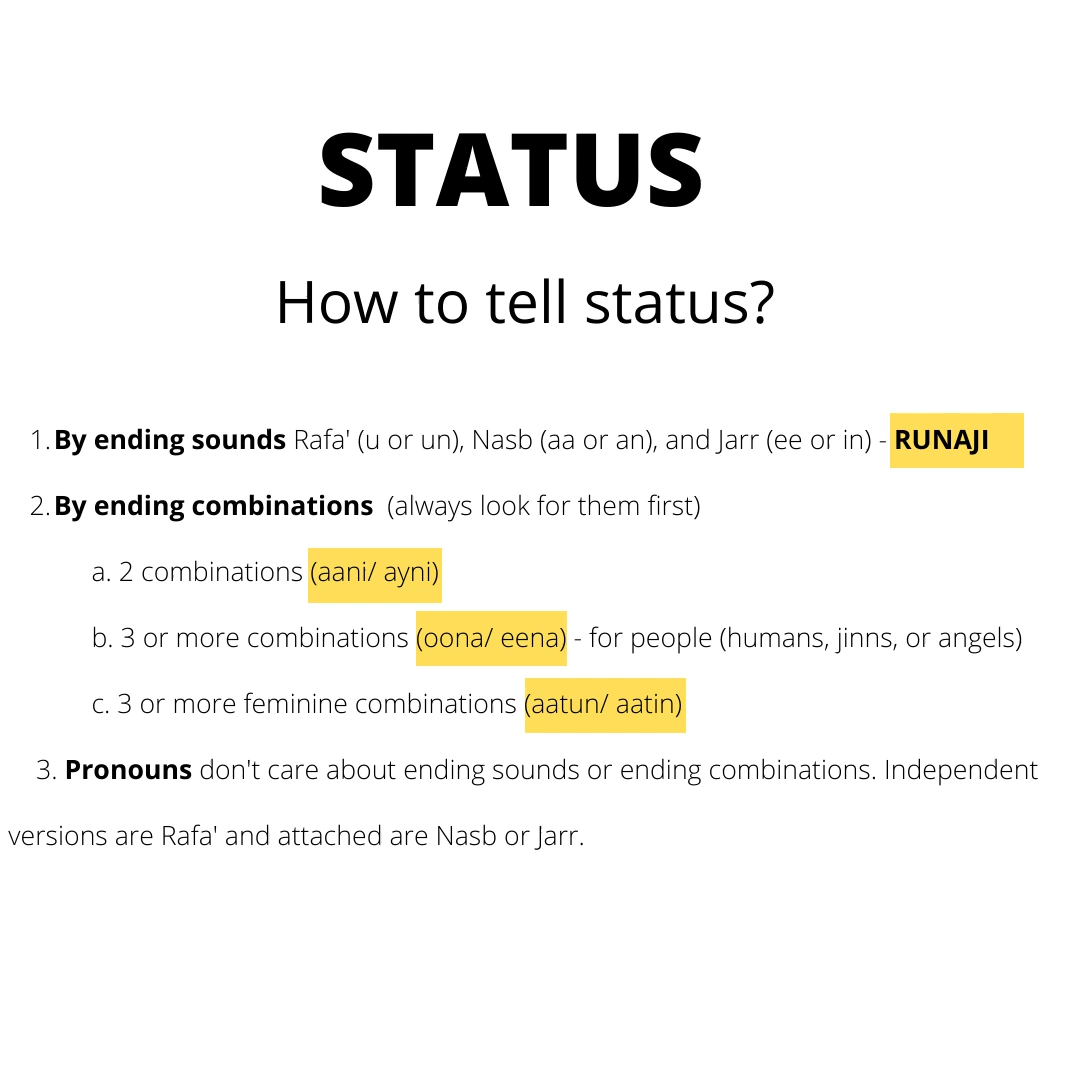 STATUS
How to tell status?
1. By ending sounds Rafa' (u or un), Nasb (aa or an), and Jarr (ee or in) - RUNAJI
2. By ending combinations (always look for them first)
a. 2 combinations (aani/ ayni)
b. 3 or more combinations (oona/ eena) - for people (humans, jinns, or angels)
c. 3 or more feminine combinations (aatun/ aatin)
3. Pronouns don't care about ending sounds or ending combinations. Independent
versions are Rafa' and attached are Nasb or Jarr.